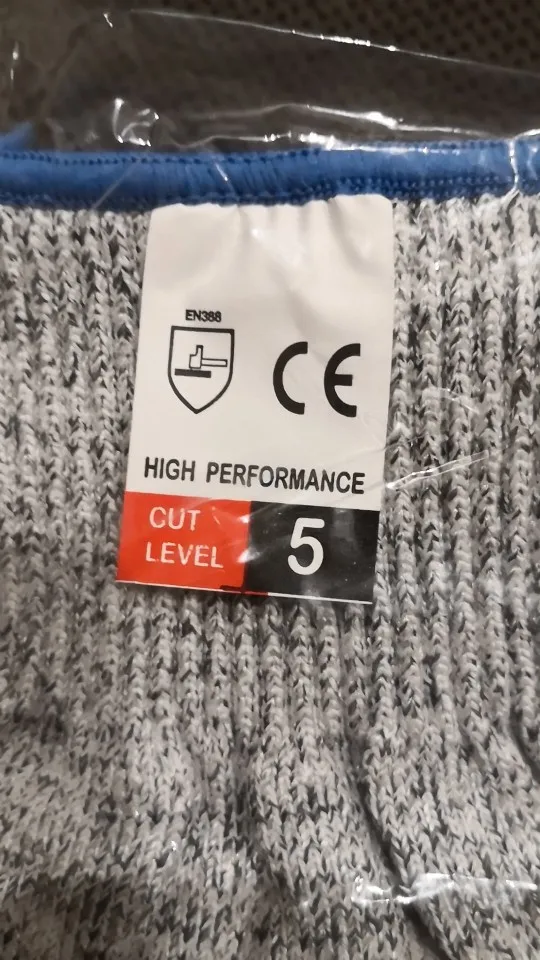 EN388
CE
HIGH PERFORMANCE
CUT
LEVEL
5